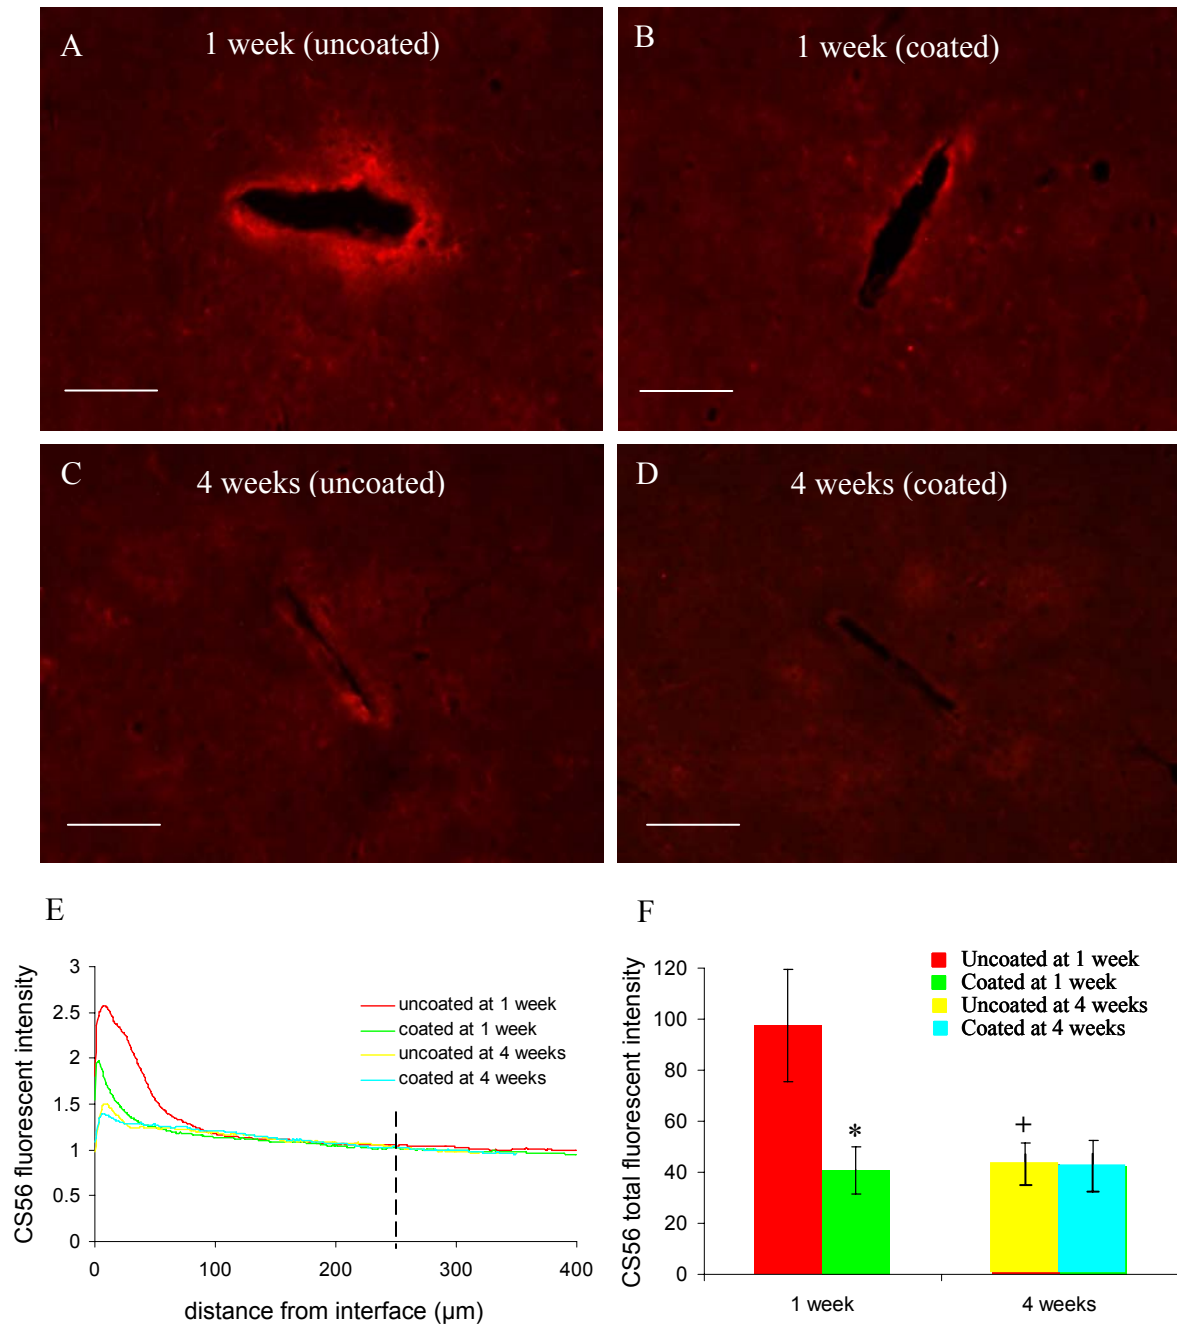 A
1 week (uncoated)
B
1 week (coated)
C
4 weeks (uncoated)
D
4 weeks (coated)
E
CS56 fluorescent intensity
3
2.5
2
1.5
1
0.5
0
0
100
200
300
400
distance from interface (µm)
uncoated at 1 week
coated at 1 week
uncoated at 4 weeks
coated at 4 weeks
F
CS56 total fluorescent intensity
120
100
80
60
40
20
0
*
+
1 week
4 weeks
Uncoated at 1 week
Coated at 1 week
Uncoated at 4 weeks
Coated at 4 weeks